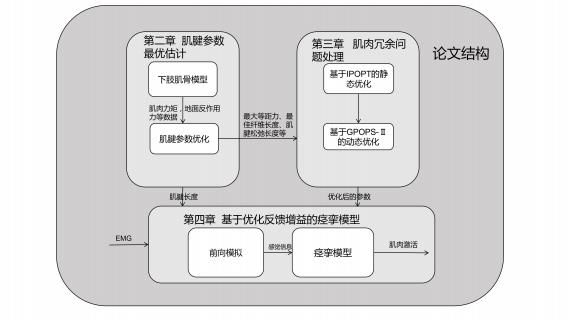 论文结构
第二章 肌腱参数
最优估计
下肢肌骨模型
肌肉力矩，地面反作用
力等数据
肌腱参数优化
最大等距力、最
佳纤维长度、肌
腱松弛长度等
第三章 肌肉冗余问
题处理
基于IPOPT的静
态优化
基于GPOPS-Ⅱ
的动态优化
肌腱长度
优化后的参数
第四章 基于优化反馈增益的痉挛模型
EMG
前向模拟
感觉信息
痉挛模型
肌肉激活